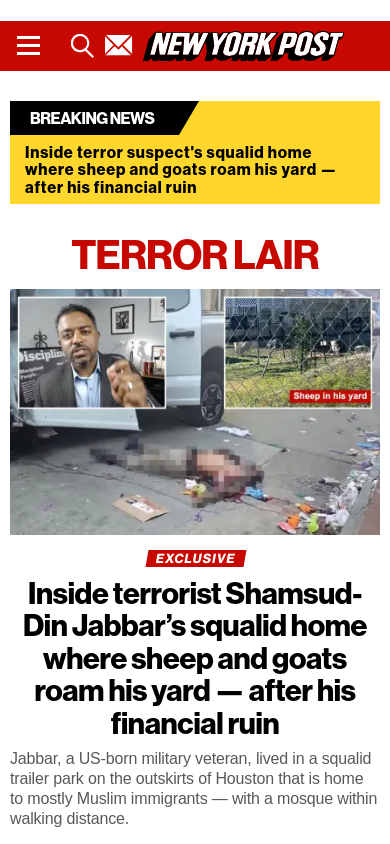 NEW YORK POST
BREAKING NEWS
Inside terror suspect's squalid home
where sheep and goats roam his yard —
after his financial ruin
TERROR LAIR
Discipline
Sheep in his yard
EXCLUSIVE
Inside terrorist Shamsud-
Din Jabbar’s squalid home
where sheep and goats
roam his yard — after his
financial ruin
Jabbar, a US-born military veteran, lived in a squalid
trailer park on the outskirts of Houston that is home
to mostly Muslim immigrants — with a mosque within
walking distance.